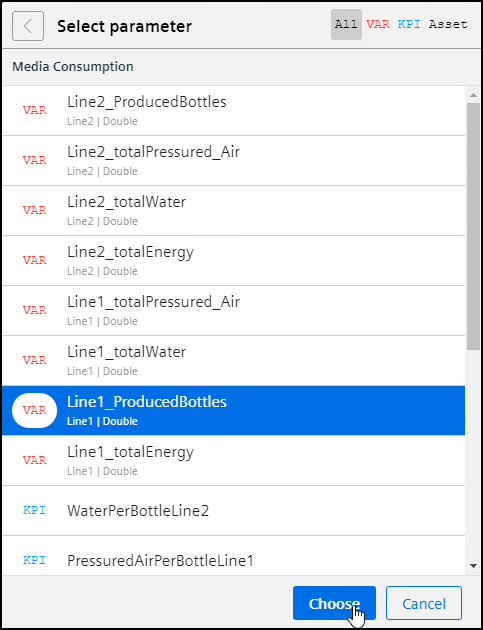 Select parameter
All VAR KPI Asset
Media Consumption
VAR Line2_ProducedBottles
Line2 | Double
VAR Line2_totalPressured_Air
Line2 | Double
VAR Line2_totalWater
Line2 | Double
VAR Line2_totalEnergy
Line2 | Double
VAR Line1_totalPressured_Air
Line1 | Double
VAR Line1_totalWater
Line1 | Double
VAR Line1_ProducedBottles
Line1 | Double
VAR Line1_totalEnergy
Line1 | Double
KPI WaterPerBottleLine2
KPI PressuredAirPerBottleLine1
Choose Cancel